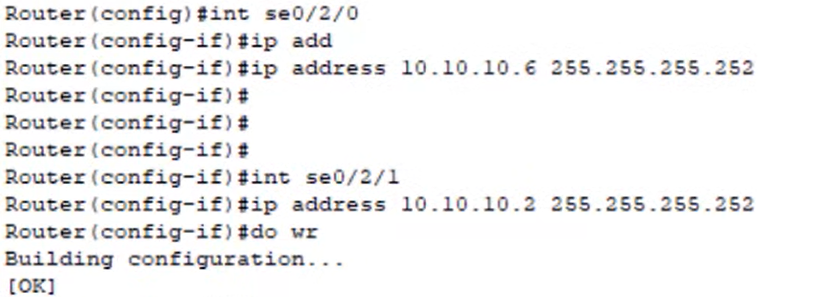 Router(config)#int se0/2/0
Router(config-if)#ip add
Router(config-if)#ip address 10.10.10.6 255.255.255.252
Router(config-if)#
Router(config-if)#
Router(config-if)#
Router(config-if)#int se0/2/1
Router(config-if)#ip address 10.10.10.2 255.255.255.252
Router(config-if)#do wr
Building configuration...
[OK]